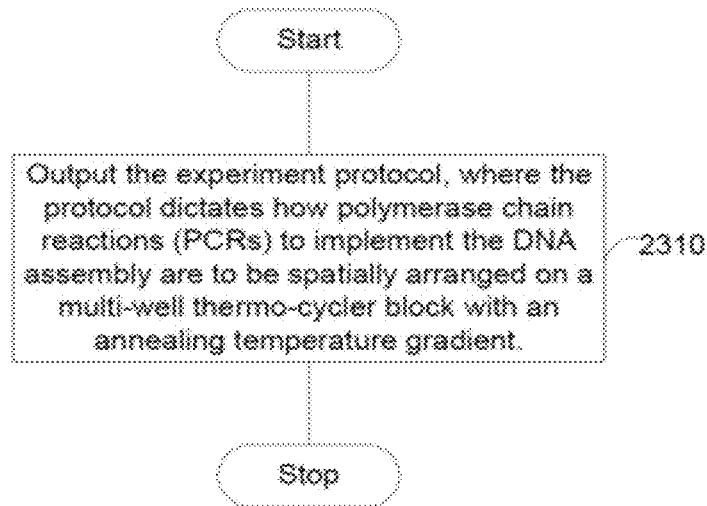 Start
Output the experiment protocol, where the
protocol dictates how polymerase chain
reactions (PCRs) to implement the DNA
assembly are to be spatially arranged on a
multi-well thermo-cycler block with an
annealing temperature gradient.
2310
Stop